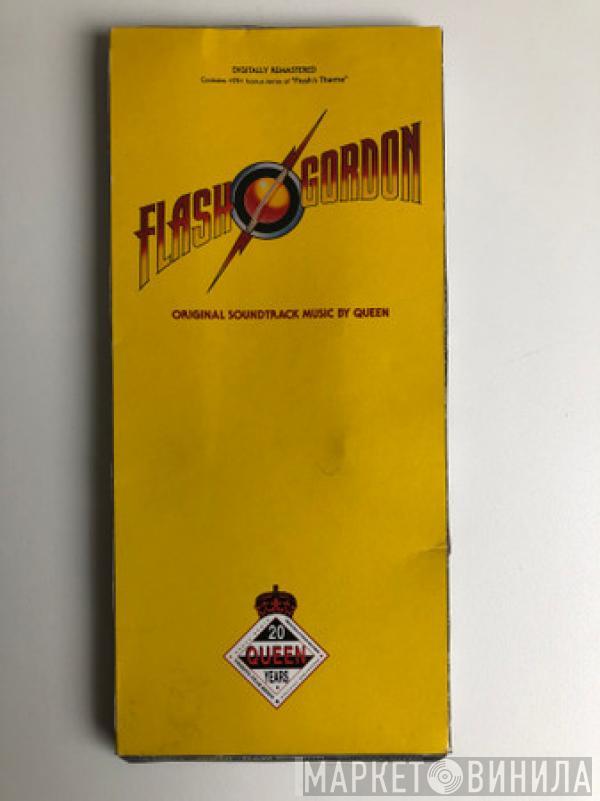 DIGITALLY REMASTERED
Contains 1991 bonus remix of "Flash's Theme"
FLASH GORDON
ORIGINAL SOUNDTRACK MUSIC BY QUEEN
20
QUEEN
YEARS
МАРКЕТ ВИНИЛА